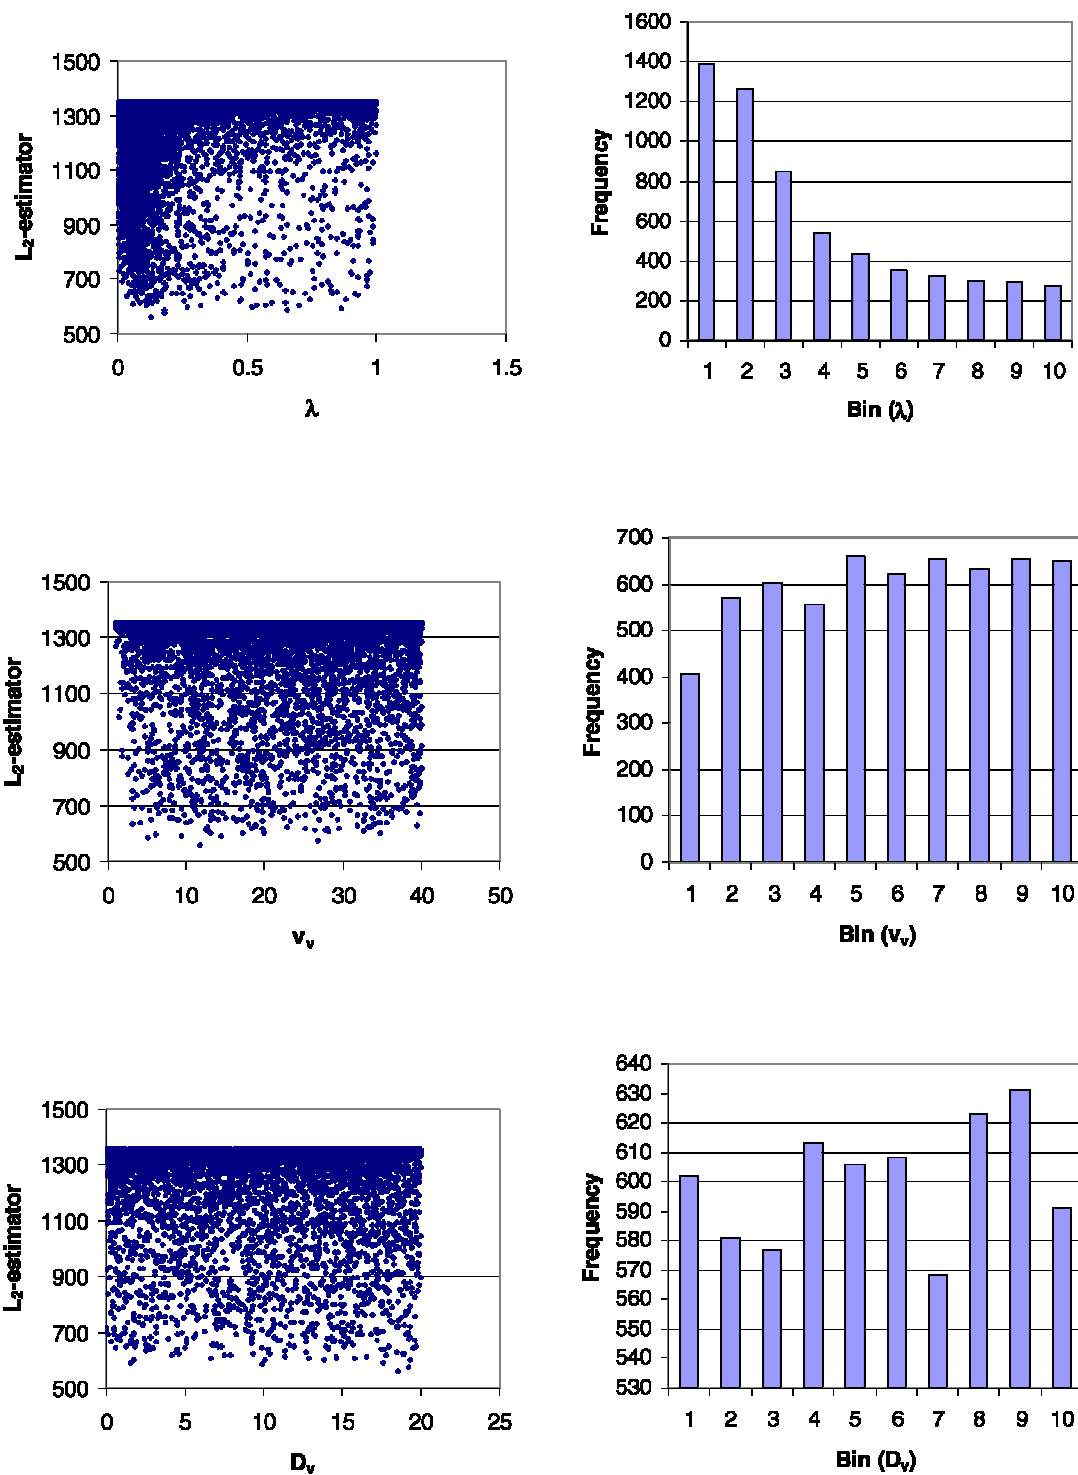 L2-estimator
1500
1300
1100
900
700
500
0 0.5 1 1.5
λ
Frequency
1600
1400
1200
1000
800
600
400
200
0
1 2 3 4 5 6 7 8 9 10
Bin (λ)
L2-estimator
1500
1300
1100
900
700
500
0 10 20 30 40 50
vv
Frequency
700
600
500
400
300
200
100
0
1 2 3 4 5 6 7 8 9 10
Bin (vv)
L2-estimator
1500
1300
1100
900
700
500
0 5 10 15 20 25
Dv
Frequency
640
630
620
610
600
590
580
570
560
550
540
530
1 2 3 4 5 6 7 8 9 10
Bin (Dv)